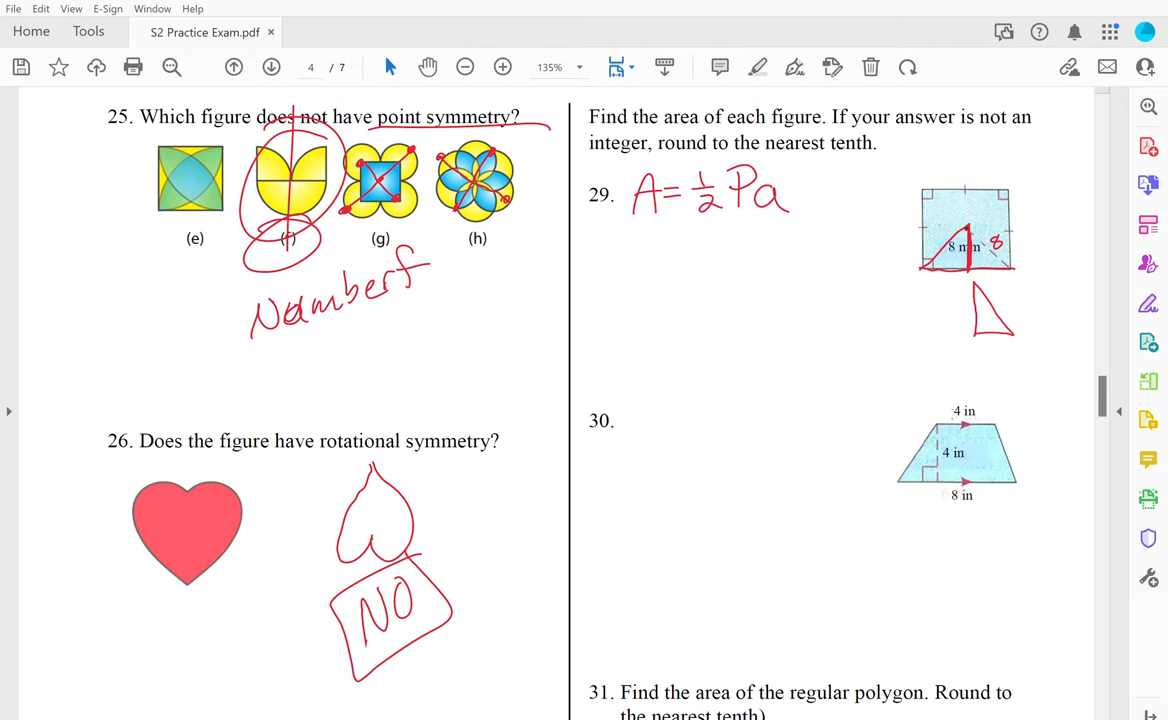 File Edit View E-Sign Window Help
Home Tools S2 Practice Exam.pdf ×
4 / 7 135%
25. Which figure does not have point symmetry?
(e) (f) (g) (h)
Number f
26. Does the figure have rotational symmetry?
NO
Find the area of each figure. If your answer is not an
integer, round to the nearest tenth.
29. A = 1/2 Pa
8 mm 8
30.
4 in
4 in
8 in
31. Find the area of the regular polygon. Round to
the nearest tenth)